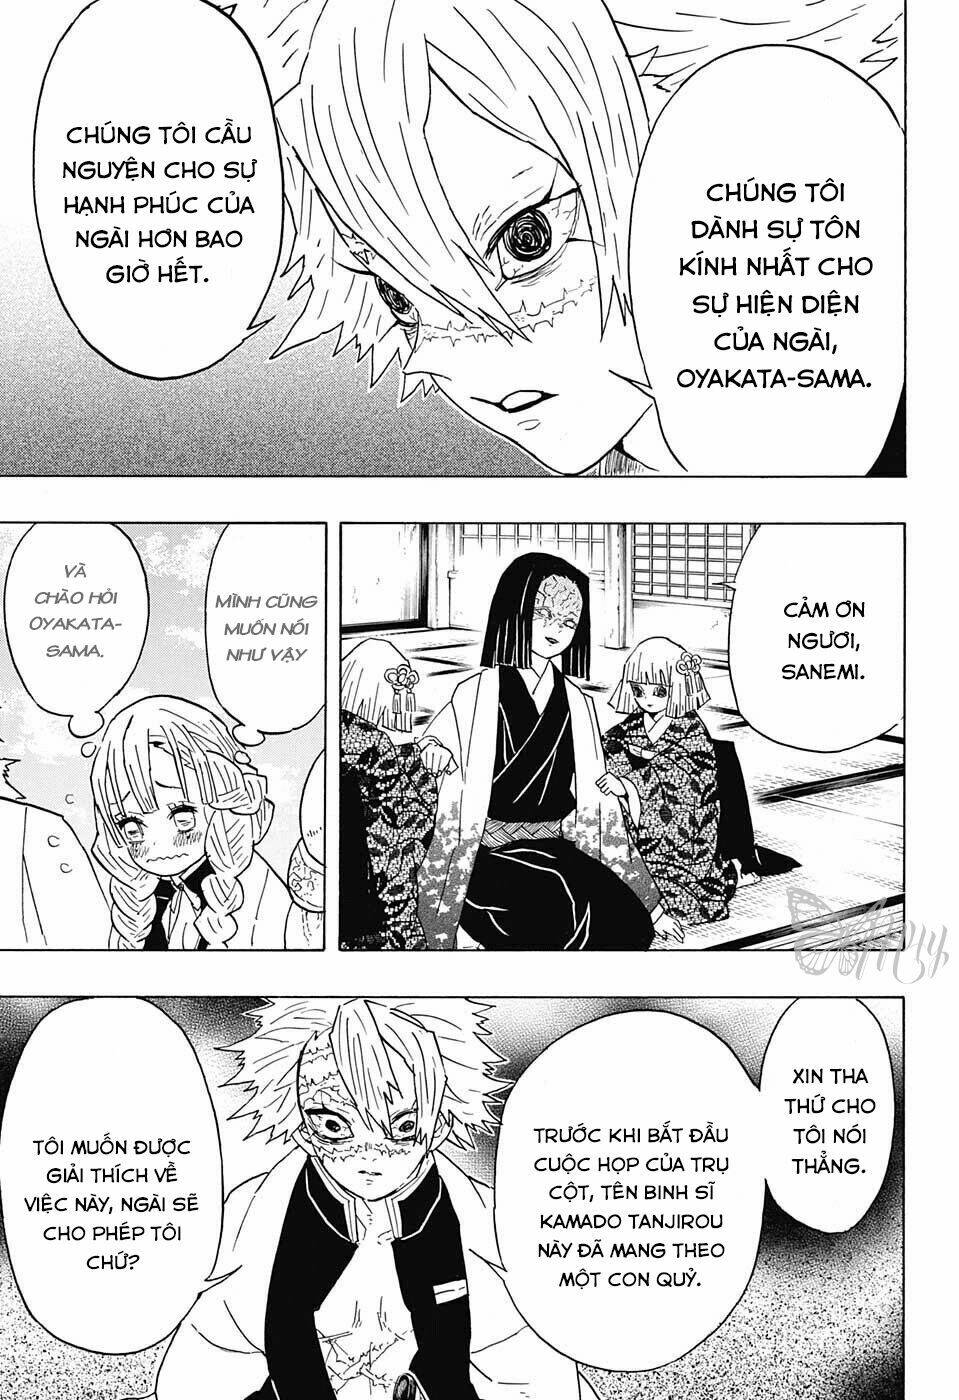 CHÚNG TÔI
DÀNH SỰ TÔN
KÍNH NHẤT CHO
SỰ HIỆN DIỆN
CỦA NGÀI,
OYAKATA-SAMA.
CHÚNG TÔI CẦU
NGUYỆN CHO SỰ
HẠNH PHÚC CỦA
NGÀI HƠN BAO
GIỜ HẾT.
CẢM ƠN
NGƯƠI,
SANEMI.
MÌNH CŨNG
MUỐN NÓI
NHƯ VẬY
VÀ
CHÀO HỎI
OYAKATA-
SAMA.
XIN THA
THỨ CHO
TÔI NÓI
THẲNG.
TRƯỚC KHI BẮT ĐẦU
CUỘC HỌP CỦA TRỤ
CỘT, TÊN BINH SĨ
KAMADO TANJIROU
NÀY ĐÃ MANG THEO
MỘT CON QUỶ.
TÔI MUỐN ĐƯỢC
GIẢI THÍCH VỀ
VIỆC NÀY, NGÀI SẼ
CHO PHÉP TÔI
CHỨ?